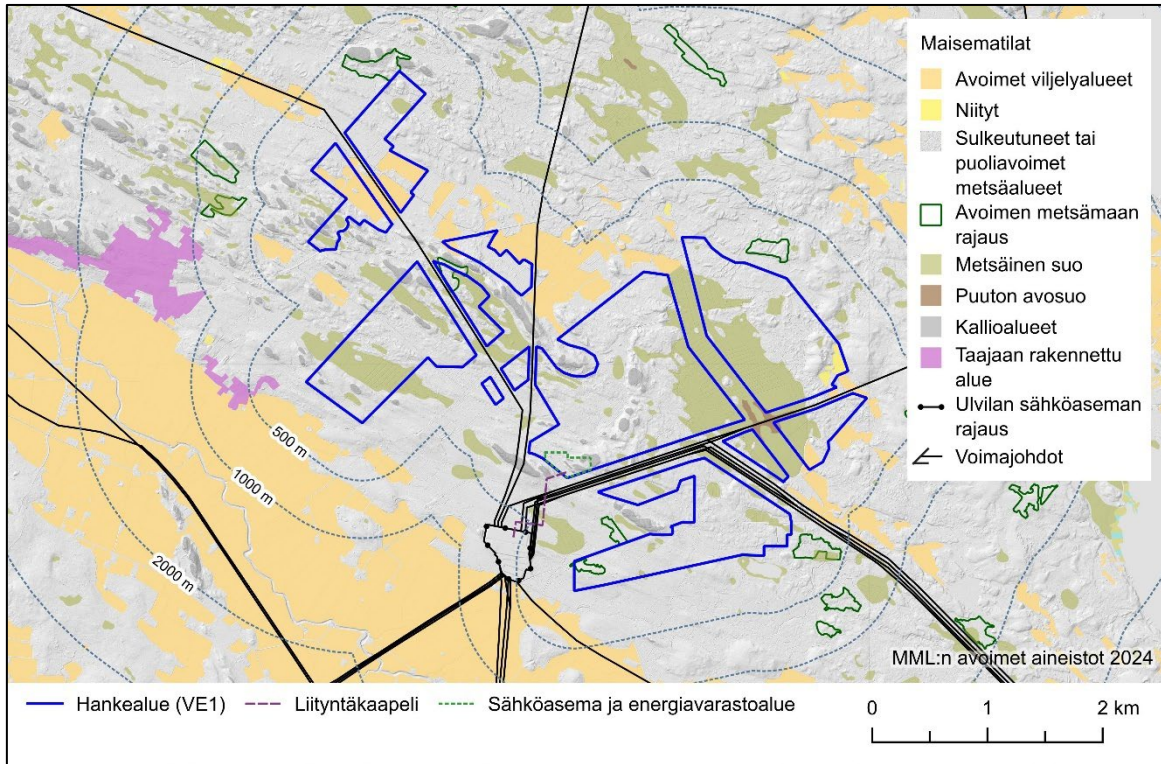 Maisematilat
Avoimet viljelyalueet
Niityt
Sulkeutuneet tai
puoliavoimet
metsäalueet
Avoimen metsämaan
rajaus
Metsäinen suo
Puuton avosuo
Kallioalueet
Taajaan rakennettu
alue
Ulvilan sähköaseman
rajaus
Voimajohdot
500 m
1000 m
2000 m
MML:n avoimet aineistot 2024
Hankealue (VE1) Liityntäkaapeli Sähköasema ja energiavarastoalue
0 1 2 km